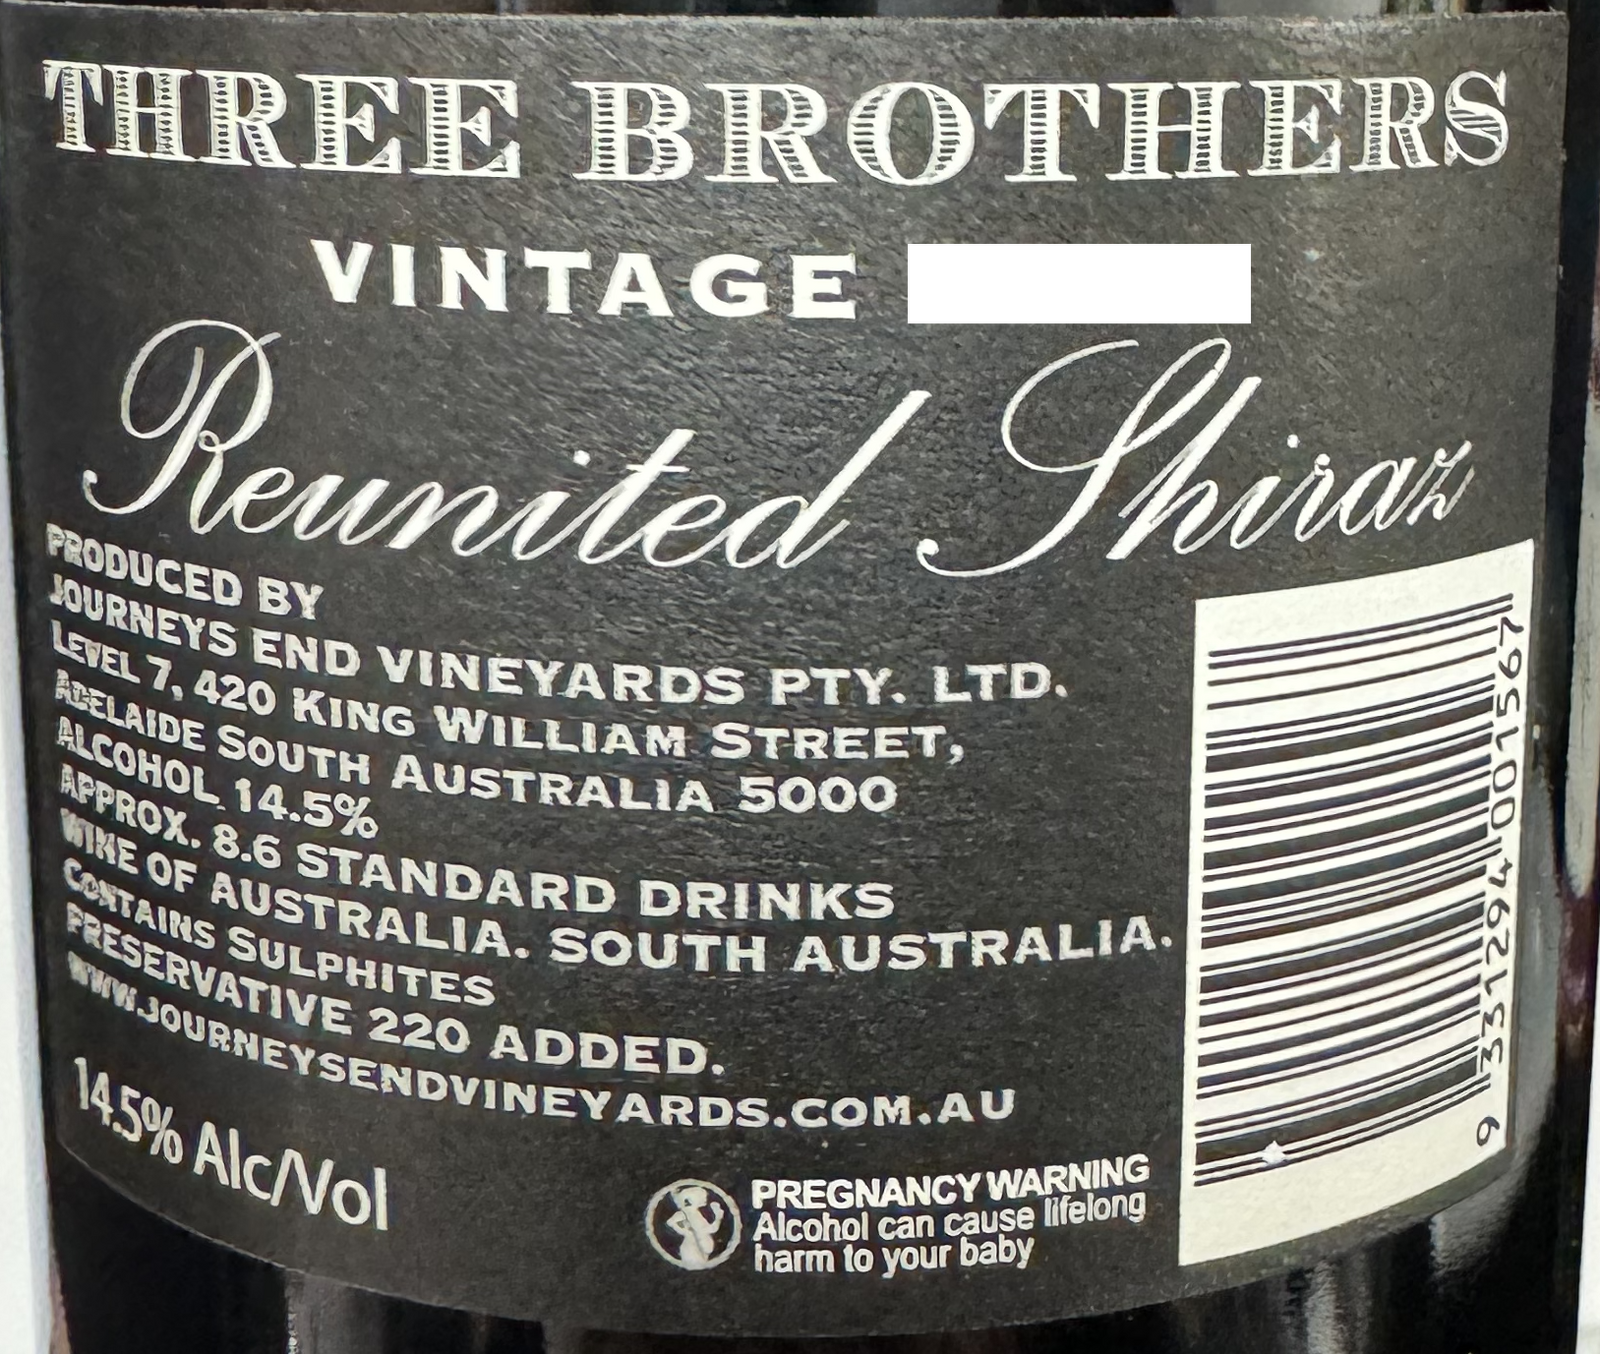 THREE BROTHERS
VINTAGE
Reunited Shiraz
PRODUCED BY
JOURNEYS END VINEYARDS PTY. LTD.
LEVEL 7, 420 KING WILLIAM STREET,
ADELAIDE SOUTH AUSTRALIA 5000
ALCOHOL 14.5%
APPROX. 8.6 STANDARD DRINKS
WINE OF AUSTRALIA. SOUTH AUSTRALIA.
CONTAINS SULPHITES
PRESERVATIVE 220 ADDED.
WWW.JOURNEYSENDVINEYARDS.COM.AU
14.5% Alc/Vol
PREGNANCY WARNING
Alcohol can cause lifelong
harm to your baby
9 331294 001567